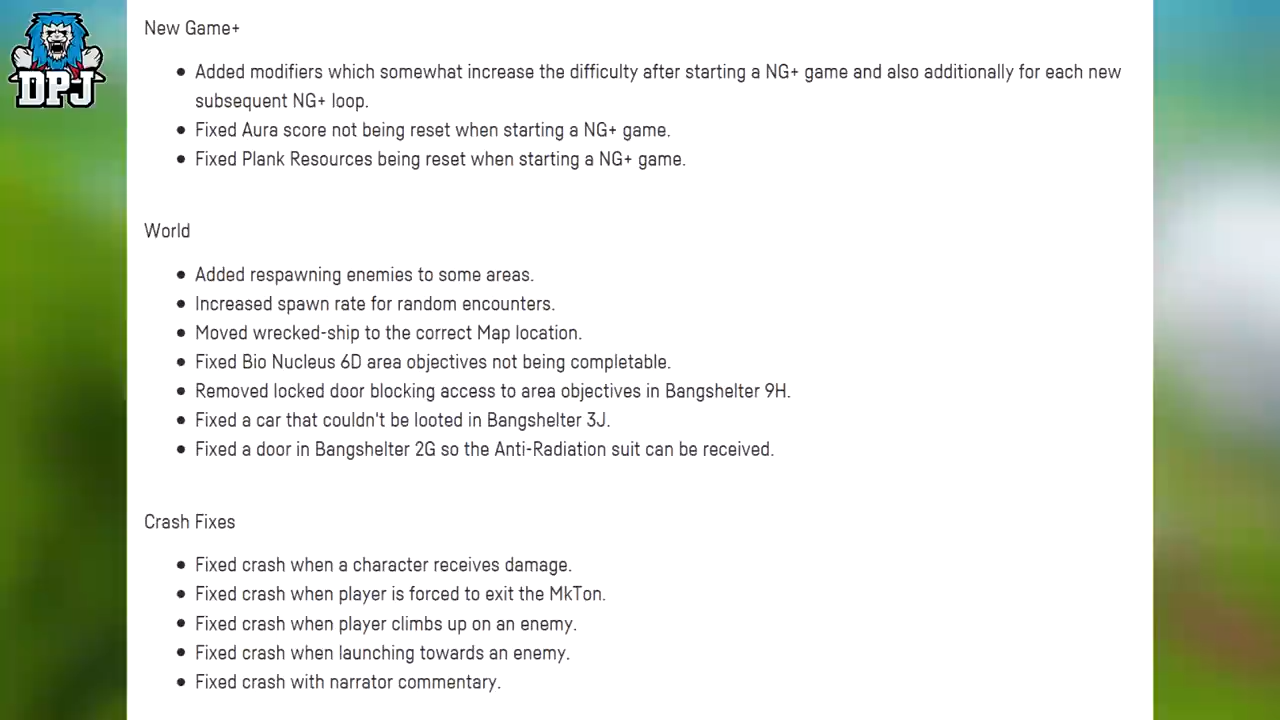 DPJ
New Game+
• Added modifiers which somewhat increase the difficulty after starting a NG+ game and also additionally for each new
subsequent NG+ loop.
• Fixed Aura score not being reset when starting a NG+ game.
• Fixed Plank Resources being reset when starting a NG+ game.
World
• Added respawning enemies to some areas.
• Increased spawn rate for random encounters.
• Moved wrecked-ship to the correct Map location.
• Fixed Bio Nucleus 6D area objectives not being completable.
• Removed locked door blocking access to area objectives in Bangshelter 9H.
• Fixed a car that couldn't be looted in Bangshelter 3J.
• Fixed a door in Bangshelter 2G so the Anti-Radiation suit can be received.
Crash Fixes
• Fixed crash when a character receives damage.
• Fixed crash when player is forced to exit the MkTon.
• Fixed crash when player climbs up on an enemy.
• Fixed crash when launching towards an enemy.
• Fixed crash with narrator commentary.